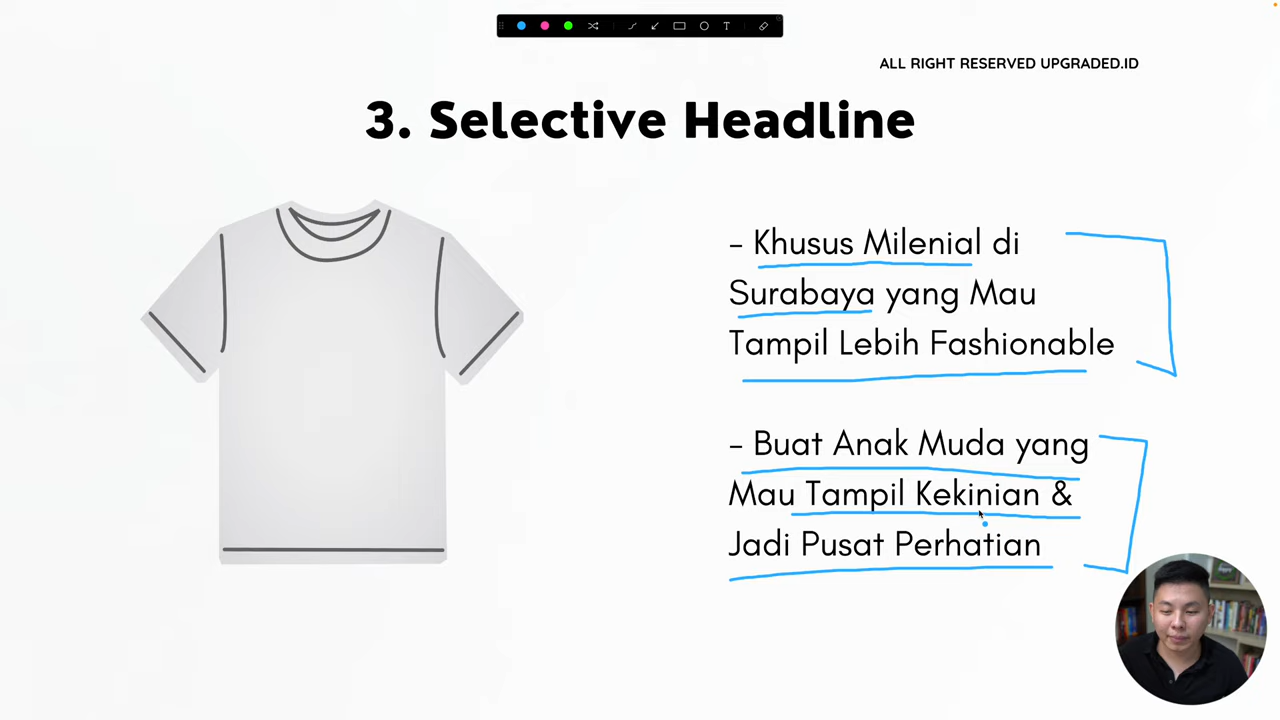 ALL RIGHT RESERVED UPGRADED.ID
3. Selective Headline
- Khusus Milenial di
Surabaya yang Mau
Tampil Lebih Fashionable
- Buat Anak Muda yang
Mau Tampil Kekinian &
Jadi Pusat Perhatian